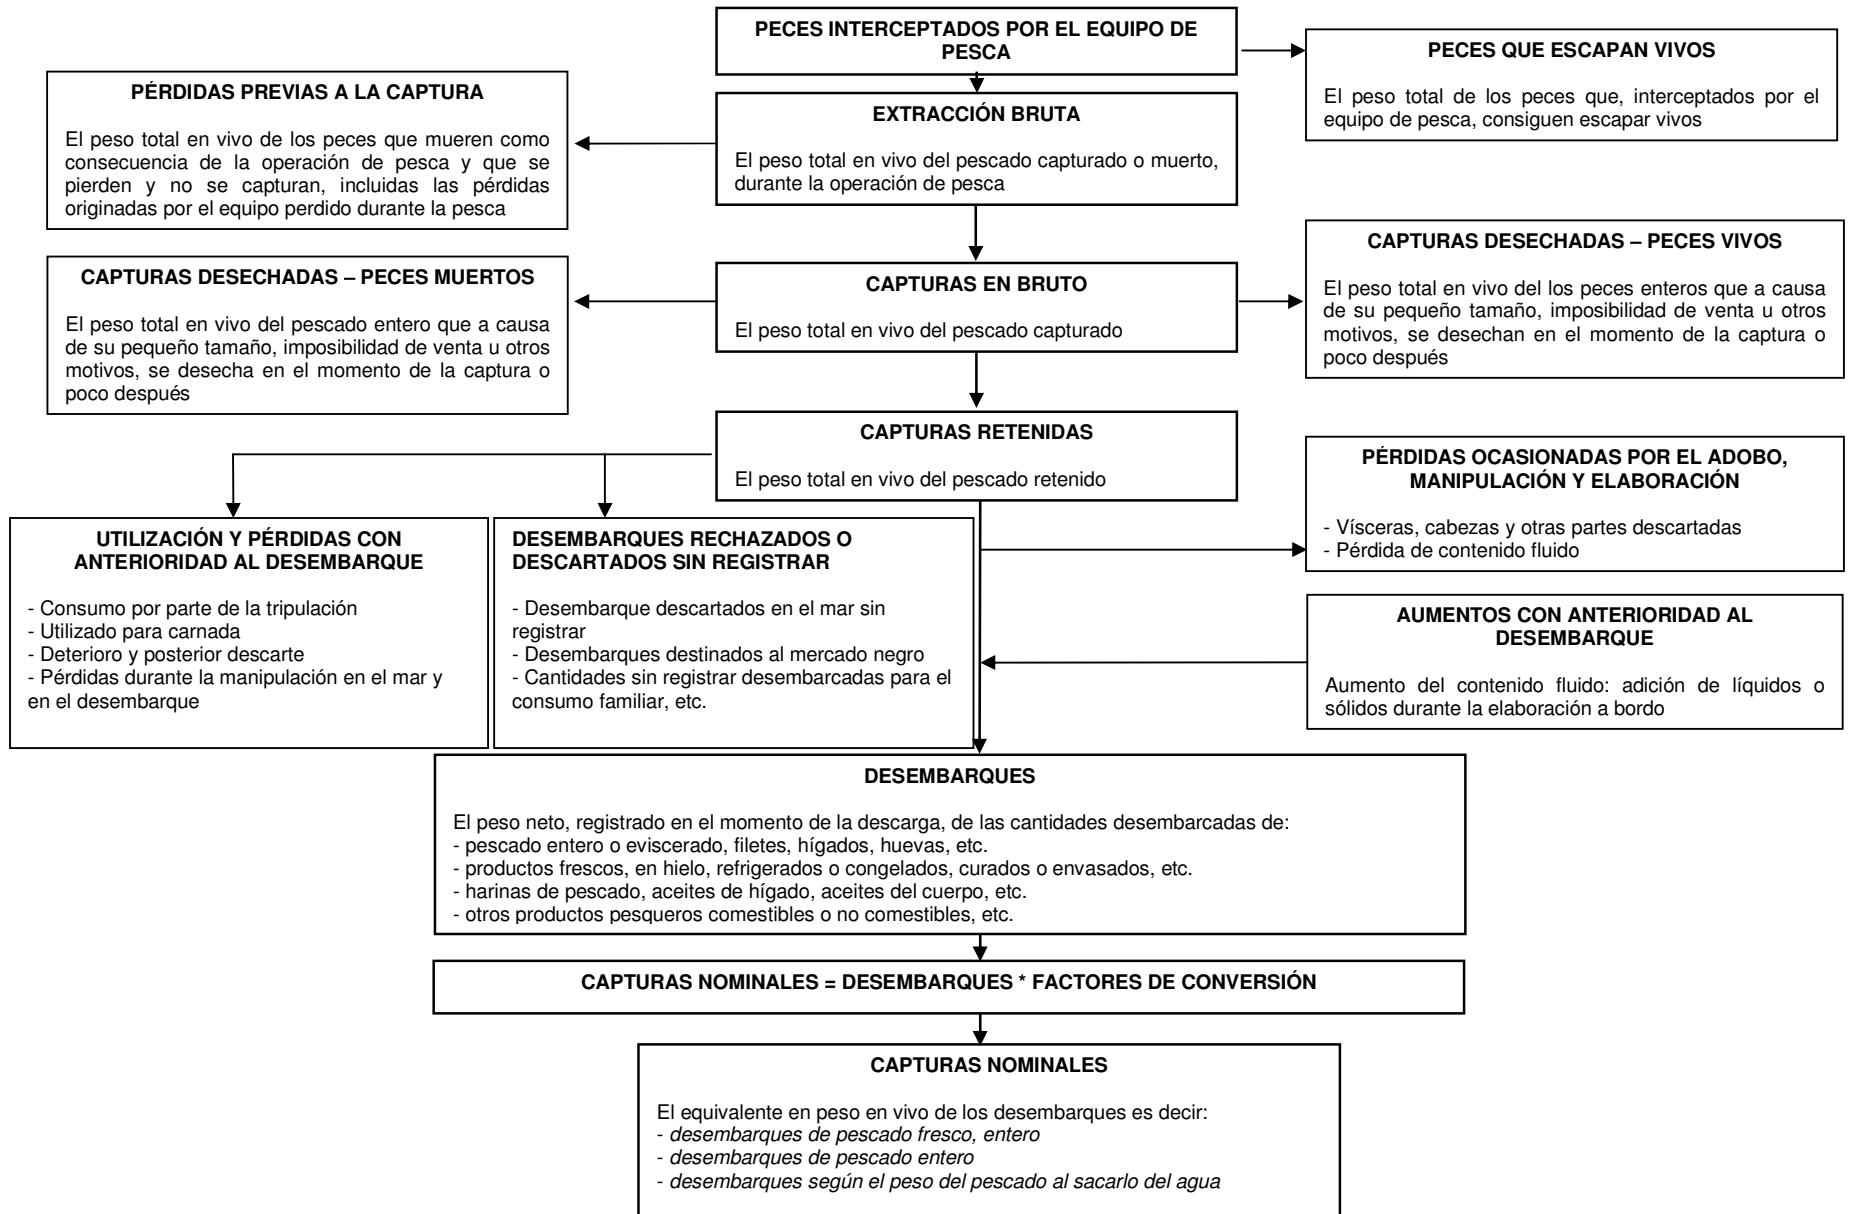 PECES INTERCEPTADOS POR EL EQUIPO DE
PESCA
PECES QUE ESCAPAN VIVOS
El peso total de los peces que, interceptados por el
equipo de pesca, consiguen escapar vivos
PÉRDIDAS PREVIAS A LA CAPTURA
El peso total en vivo de los peces que mueren como
consecuencia de la operación de pesca y que se
pierden y no se capturan, incluidas las pérdidas
originadas por el equipo perdido durante la pesca
EXTRACCIÓN BRUTA
El peso total en vivo del pescado capturado o muerto,
durante la operación de pesca
CAPTURAS DESECHADAS – PECES MUERTOS
El peso total en vivo del pescado entero que a causa
de su pequeño tamaño, imposibilidad de venta u otros
motivos, se desecha en el momento de la captura o
poco después
CAPTURAS EN BRUTO
El peso total en vivo del pescado capturado
CAPTURAS DESECHADAS – PECES VIVOS
El peso total en vivo del los peces enteros que a causa
de su pequeño tamaño, imposibilidad de venta u otros
motivos, se desechan en el momento de la captura o
poco después
CAPTURAS RETENIDAS
El peso total en vivo del pescado retenido
PÉRDIDAS OCASIONADAS POR EL ADOBO,
MANIPULACIÓN Y ELABORACIÓN
- Vísceras, cabezas y otras partes descartadas
- Pérdida de contenido fluido
UTILIZACIÓN Y PÉRDIDAS CON
ANTERIORIDAD AL DESEMBARQUE
- Consumo por parte de la tripulación
- Utilizado para carnada
- Deterioro y posterior descarte
- Pérdidas durante la manipulación en el mar y
en el desembarque
DESEMBARQUES RECHAZADOS O
DESCARTADOS SIN REGISTRAR
- Desembarque descartados en el mar sin
registrar
- Desembarques destinados al mercado negro
- Cantidades sin registrar desembarcadas para el
consumo familiar, etc.
AUMENTOS CON ANTERIORIDAD AL
DESEMBARQUE
Aumento del contenido fluido: adición de líquidos o
sólidos durante la elaboración a bordo
DESEMBARQUES
El peso neto, registrado en el momento de la descarga, de las cantidades desembarcadas de:
- pescado entero o eviscerado, filetes, hígados, huevas, etc.
- productos frescos, en hielo, refrigerados o congelados, curados o envasados, etc.
- harinas de pescado, aceites de hígado, aceites del cuerpo, etc.
- otros productos pesqueros comestibles o no comestibles, etc.
CAPTURAS NOMINALES = DESEMBARQUES * FACTORES DE CONVERSIÓN
CAPTURAS NOMINALES
El equivalente en peso en vivo de los desembarques es decir:
- desembarques de pescado fresco, entero
- desembarques de pescado entero
- desembarques según el peso del pescado al sacarlo del agua